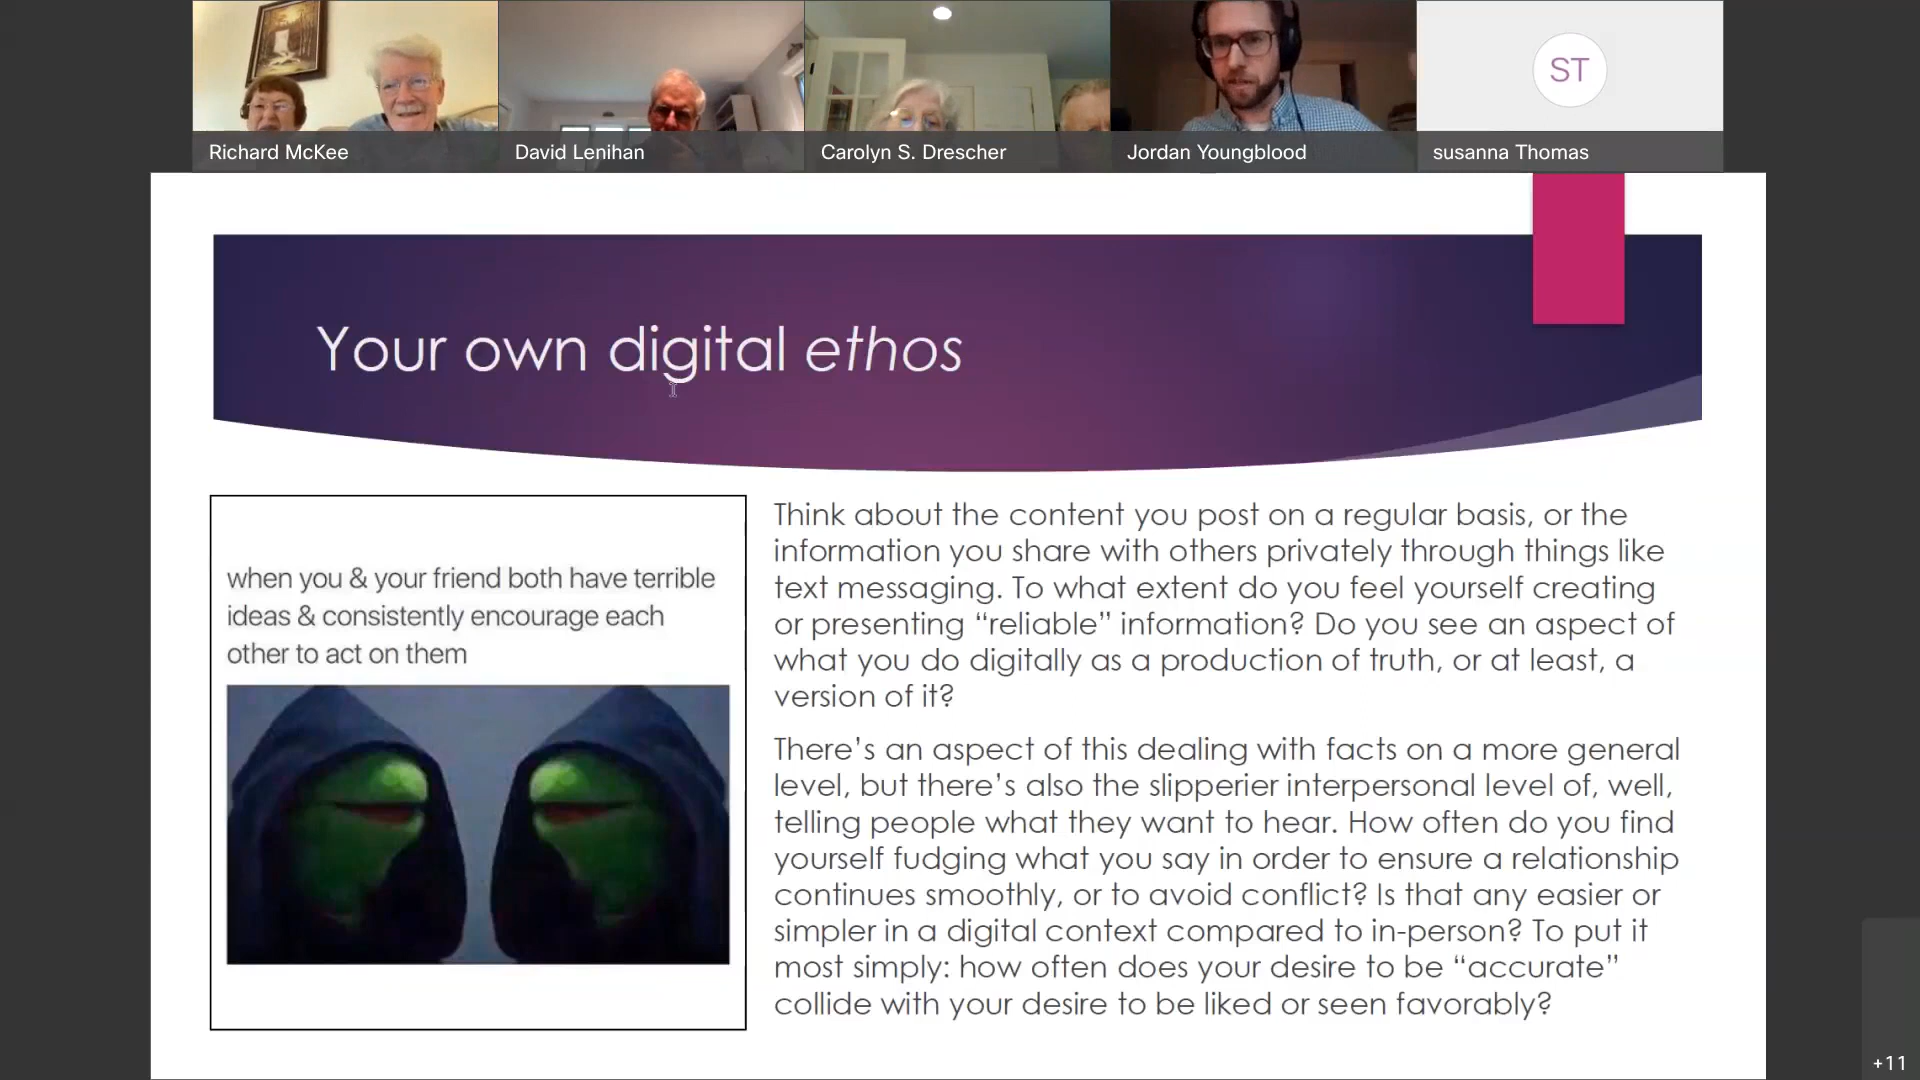 Richard McKee
David Lenihan
Carolyn S. Drescher
Jordan Youngblood
ST
susanna Thomas
Your own digital ethos
when you & your friend both have terrible
ideas & consistently encourage each
other to act on them
Think about the content you post on a regular basis, or the
information you share with others privately through things like
text messaging. To what extent do you feel yourself creating
or presenting “reliable” information? Do you see an aspect of
what you do digitally as a production of truth, or at least, a
version of it?
There’s an aspect of this dealing with facts on a more general
level, but there’s also the slipperier interpersonal level of, well,
telling people what they want to hear. How often do you find
yourself fudging what you say in order to ensure a relationship
continues smoothly, or to avoid conflict? Is that any easier or
simpler in a digital context compared to in-person? To put it
most simply: how often does your desire to be “accurate”
collide with your desire to be liked or seen favorably?
+11